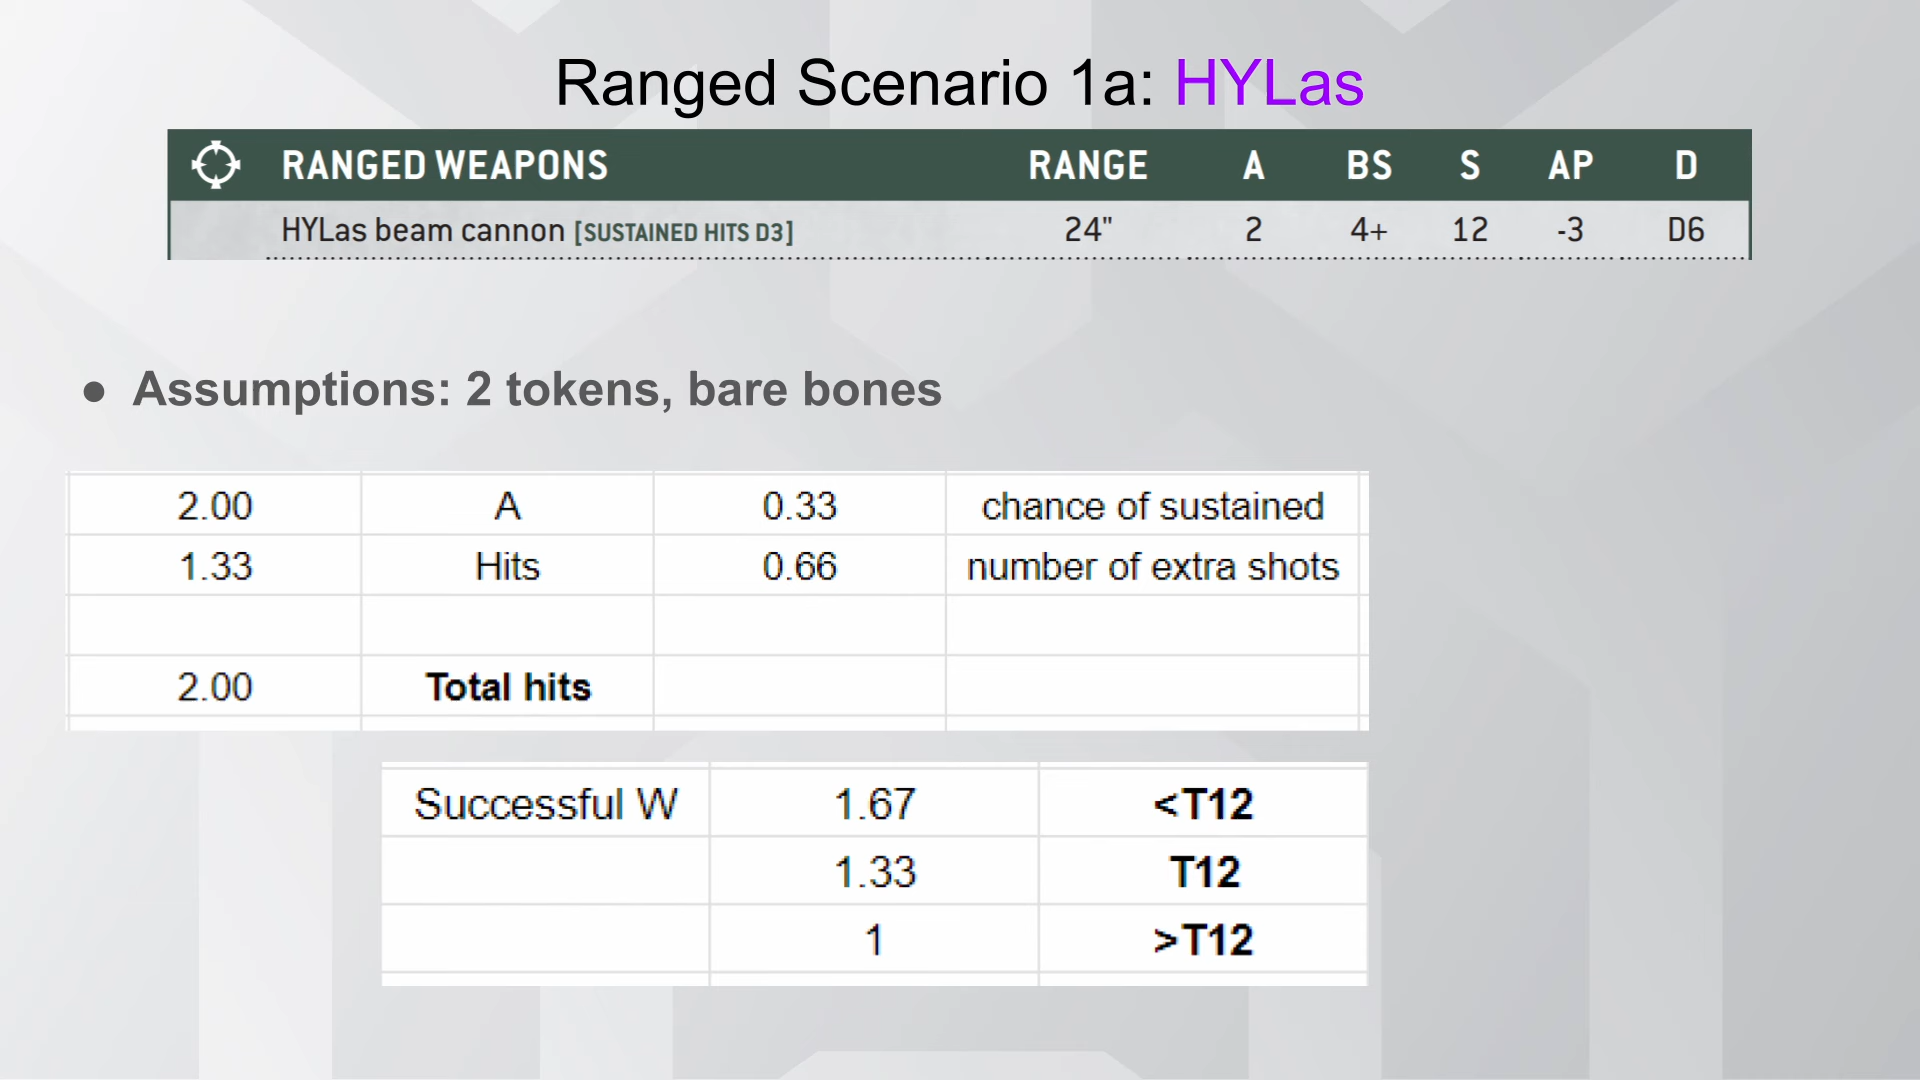 Ranged Scenario 1a: HYLas
RANGED WEAPONS RANGE A BS S AP D
HYLas beam cannon [SUSTAINED HITS D3] 24" 2 4+ 12 -3 D6
● Assumptions: 2 tokens, bare bones
2.00 A 0.33 chance of sustained
1.33 Hits 0.66 number of extra shots
2.00 Total hits
Successful W 1.67 <T12
1.33 T12
1 >T12